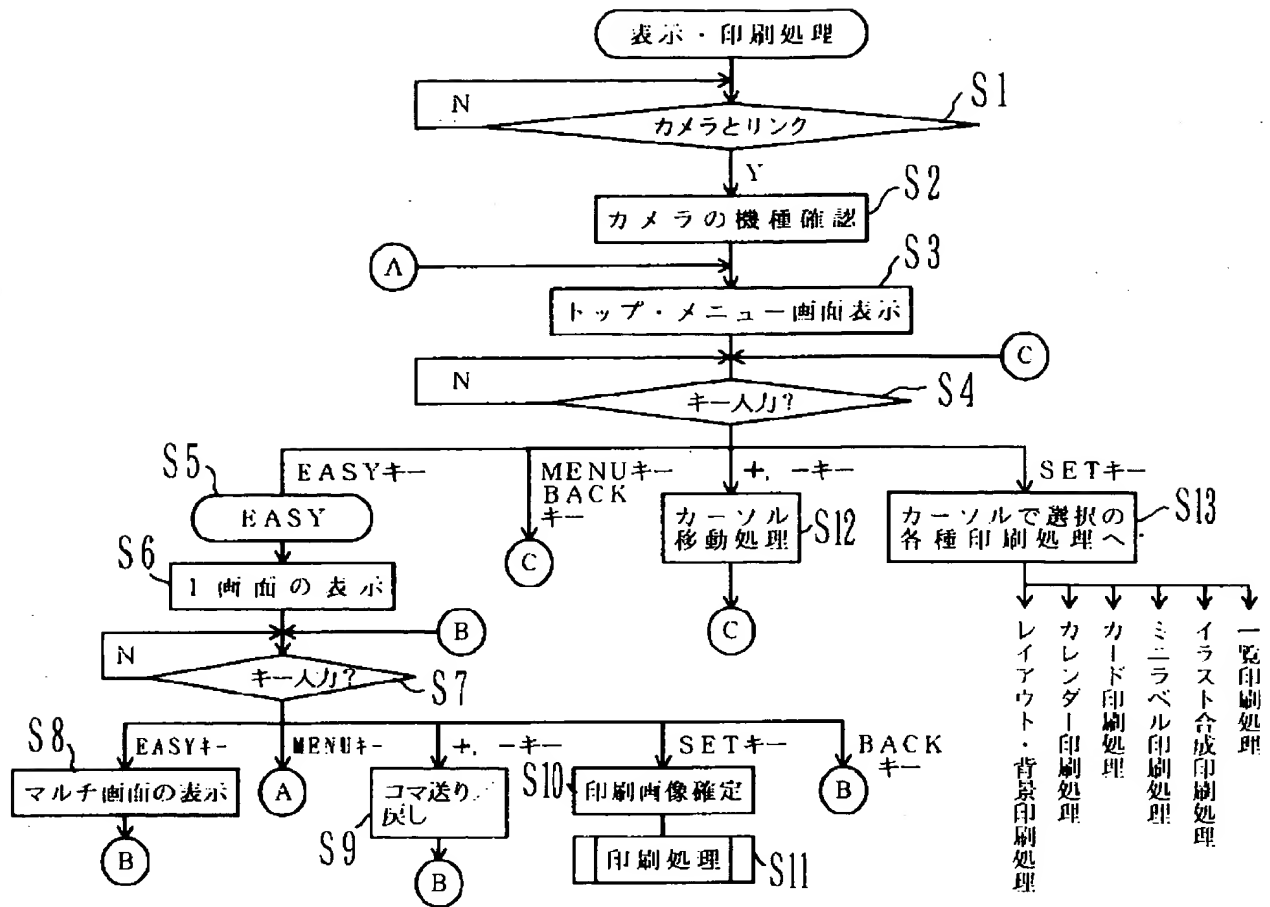 表示・印刷処理
N
カメラとリンク
S1
Y
S2
カメラの機種確認
A
S3
トップ・メニュー画面表示
C
N
キー入力?
S4
S5
EASYキー
MENUキー
BACK
キー
+, −キー
SETキー
EASY
C
カーソル
移動処理
S12
カーソルで選択の
各種印刷処理へ
S13
S6
1画面の表示
C
B
N
キー入力?
S7
レイアウト・背景印刷処理
カレンダー印刷処理
カード印刷処理
ミニラベル印刷処理
イラスト合成印刷処理
一覧印刷処理
S8
EASYキー
MENUキー
+, −キー
SETキー
BACK
キー
マルチ画面の表示
A
コマ送り/
戻し
S9
S10
印刷画像確定
B
B
B
印刷処理
S11